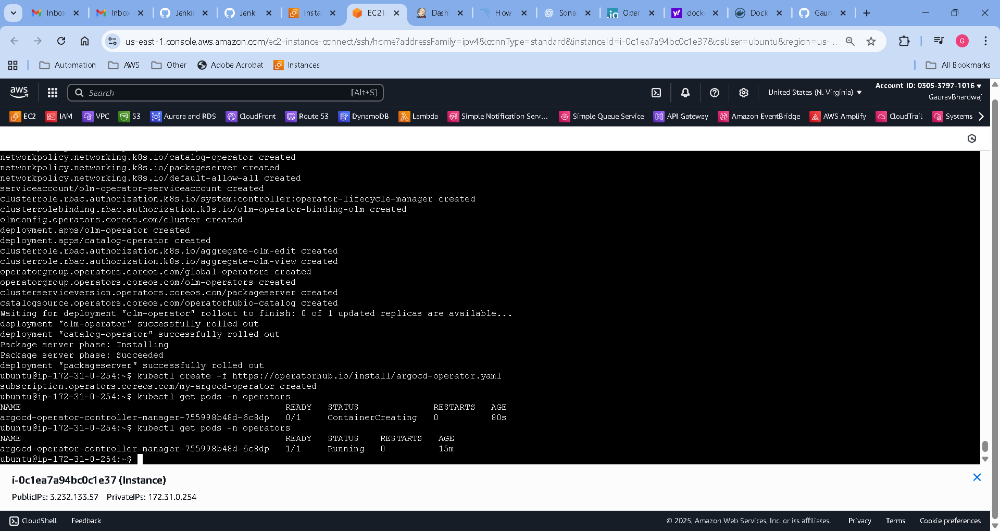 Inbo
Inbo
Jenki
Jenki
Insta
EC2 I
Dash
How
Sona
Oper
dock
Dock
Gaur
us-east-1.console.aws.amazon.com/ec2-instance-connect/ssh/home?addressFamily=ipv4&connType=standard&instanceId=i-0c1ea7a94bc0c1e37&osUser=ubuntu&region=us-...
G
Automation
AWS
Other
Adobe Acrobat
Instances
All Bookmarks
aws
Search
[Alt+S]
United States (N. Virginia)
Account ID: 0305-3797-1016
GauravBhardwaj
EC2
IAM
VPC
S3
Aurora and RDS
CloudFront
Route 53
DynamoDB
Lambda
Simple Notification Serv...
Simple Queue Service
API Gateway
Amazon EventBridge
AWS Amplify
CloudTrail
Systems
networkpolicy.networking.k8s.io/catalog-operator created
networkpolicy.networking.k8s.io/packageserver created
networkpolicy.networking.k8s.io/default-allow-all created
serviceaccount/olm-operator-serviceaccount created
clusterrole.rbac.authorization.k8s.io/system:controller:operator-lifecycle-manager created
clusterrolebinding.rbac.authorization.k8s.io/olm-operator-binding-olm created
olmconfig.operators.coreos.com/cluster created
deployment.apps/olm-operator created
deployment.apps/catalog-operator created
clusterrole.rbac.authorization.k8s.io/aggregate-olm-edit created
clusterrole.rbac.authorization.k8s.io/aggregate-olm-view created
operatorgroup.operators.coreos.com/global-operators created
operatorgroup.operators.coreos.com/olm-operators created
clusterserviceversion.operators.coreos.com/packageserver created
catalogsource.operators.coreos.com/operatorhubio-catalog created
Waiting for deployment "olm-operator" rollout to finish: 0 of 1 updated replicas are available...
deployment "olm-operator" successfully rolled out
deployment "catalog-operator" successfully rolled out
Package server phase: Installing
Package server phase: Succeeded
deployment "packageserver" successfully rolled out
ubuntu@ip-172-31-0-254:~$ kubectl create -f https://operatorhub.io/install/argocd-operator.yaml
subscription.operators.coreos.com/my-argocd-operator created
ubuntu@ip-172-31-0-254:~$ kubectl get pods -n operators
NAME READY STATUS RESTARTS AGE
argocd-operator-controller-manager-755998b48d-6c8dp 0/1 ContainerCreating 0 80s
ubuntu@ip-172-31-0-254:~$ kubectl get pods -n operators
NAME READY STATUS RESTARTS AGE
argocd-operator-controller-manager-755998b48d-6c8dp 1/1 Running 0 15m
ubuntu@ip-172-31-0-254:~$
i-0c1ea7a94bc0c1e37 (Instance)
PublicIPs: 3.232.133.57 PrivateIPs: 172.31.0.254
CloudShell
Feedback
© 2025, Amazon Web Services, Inc. or its affiliates.
Privacy
Terms
Cookie preferences